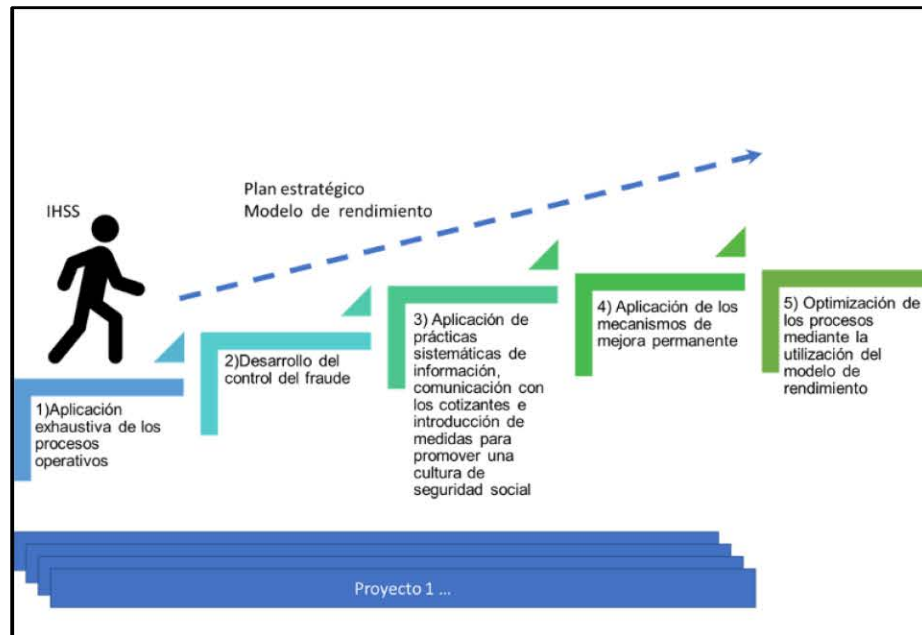 Plan estratégico
Modelo de rendimiento
IHSS
1)Aplicación
exhaustiva de los
procesos
operativos
2)Desarrollo del
control del fraude
3) Aplicación de
prácticas
sistemáticas de
información,
comunicación con
los cotizantes e
introducción de
medidas para
promover una
cultura de
seguridad social
4) Aplicación de los
mecanismos de
mejora permanente
5) Optimización de
los procesos
mediante la
utilización del
modelo de
rendimiento
Proyecto 1 ...